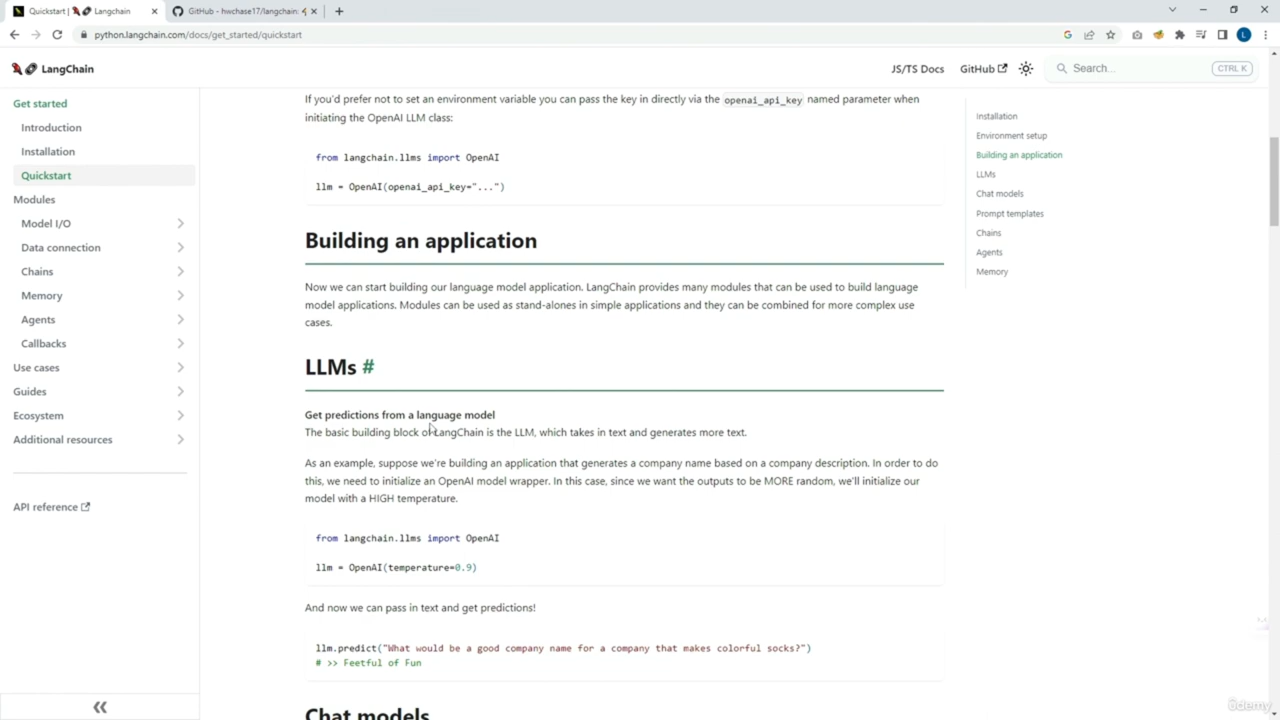 Quickstart | LangChain
GitHub - hwchase17/langchain:
python.langchain.com/docs/get_started/quickstart
L
LangChain
JS/TS Docs
GitHub
Search...
CTRL K
Get started
Introduction
Installation
Quickstart
Modules
Model I/O
Data connection
Chains
Memory
Agents
Callbacks
Use cases
Guides
Ecosystem
Additional resources
API reference
If you'd prefer not to set an environment variable you can pass the key in directly via the openai_api_key named parameter when
initiating the OpenAI LLM class:
from langchain.llms import OpenAI
llm = OpenAI(openai_api_key="...")
Building an application
Now we can start building our language model application. LangChain provides many modules that can be used to build language
model applications. Modules can be used as stand-alones in simple applications and they can be combined for more complex use
cases.
LLMs #
Get predictions from a language model
The basic building block of LangChain is the LLM, which takes in text and generates more text.
As an example, suppose we're building an application that generates a company name based on a company description. In order to do
this, we need to initialize an OpenAI model wrapper. In this case, since we want the outputs to be MORE random, we'll initialize our
model with a HIGH temperature.
from langchain.llms import OpenAI
llm = OpenAI(temperature=0.9)
And now we can pass in text and get predictions!
llm.predict("What would be a good company name for a company that makes colorful socks?")
# >> Feetful of Fun
Chat models
Installation
Environment setup
Building an application
LLMs
Chat models
Prompt templates
Chains
Agents
Memory
ûdemy